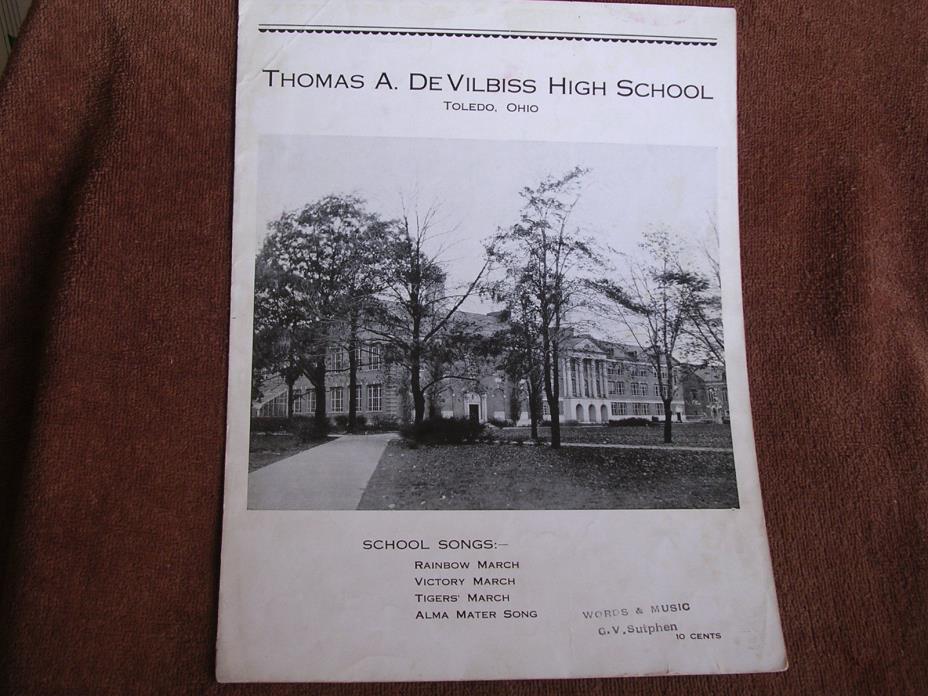 Thomas A. DeVilbiss High School
Toledo, Ohio
School Songs:—
Rainbow March
Victory March
Tigers' March
Alma Mater Song
WORDS & MUSIC
G.V.Sutphen
10 cents